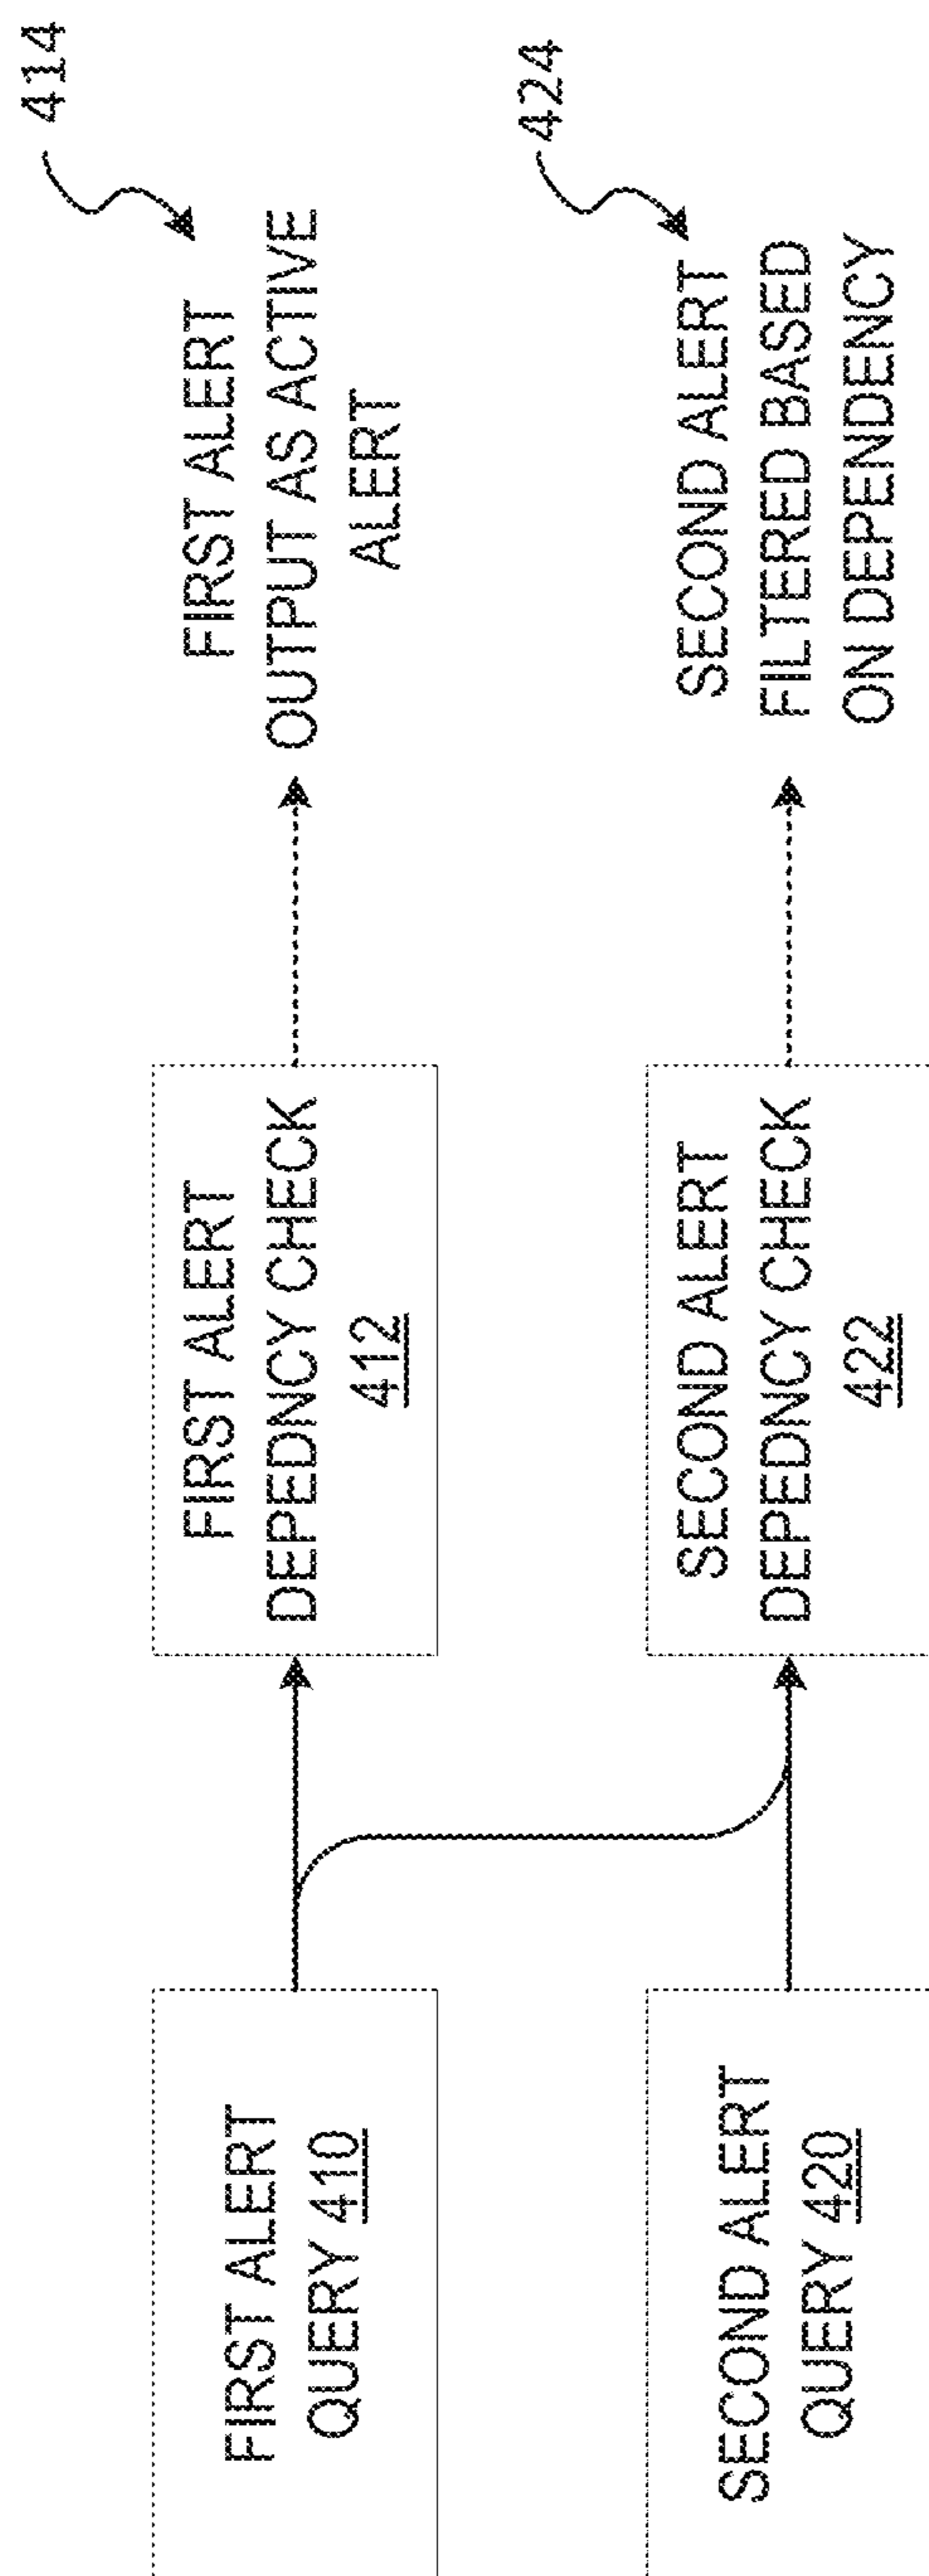 FIRST ALERT
QUERY 410
FIRST ALERT
DEPEDNCY CHECK
412
FIRST ALERT
OUTPUT AS ACTIVE
ALERT
414
SECOND ALERT
QUERY 420
SECOND ALERT
DEPEDNCY CHECK
422
SECOND ALERT
FILTERED BASED
ON DEPENDENCY
424